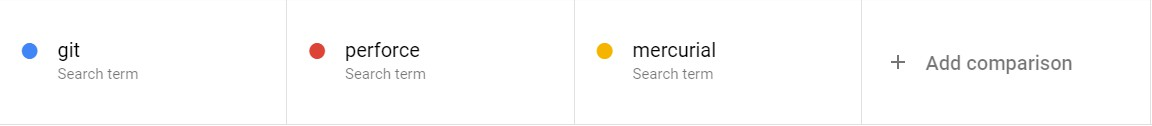 git
Search term
perforce
Search term
mercurial
Search term
+ Add comparison